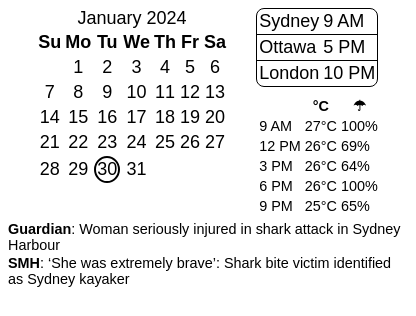 January 2024
Su Mo Tu We Th Fr Sa
1 2 3 4 5 6
7 8 9 10 11 12 13
14 15 16 17 18 19 20
21 22 23 24 25 26 27
28 29 30 31
Sydney 9 AM
Ottawa 5 PM
London 10 PM
°C ☂
9 AM 27°C 100%
12 PM 26°C 69%
3 PM 26°C 64%
6 PM 26°C 100%
9 PM 25°C 65%
Guardian: Woman seriously injured in shark attack in Sydney
Harbour
SMH: ‘She was extremely brave’: Shark bite victim identified
as Sydney kayaker